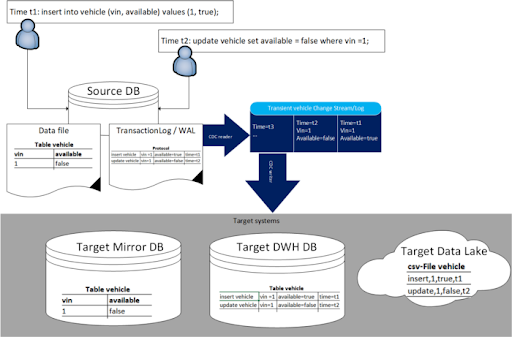 Time t1: insert into vehicle (vin, available) values (1, true);
Time t2: update vehicle set available = false where vin =1;
Source DB
Data file
Table vehicle
vin available
1 false
TransactionLog / WAL
Protocol
insert vehicle vin =1 available=true time=t1
update vehicle vin=1 available=false time=t2
CDC reader
Transient vehicle Change Stream/Log
Time=t3
...
Time=t2
Vin=1
Available=false
Time=t1
Vin=1
Available=true
CDC writer
Target systems
Target Mirror DB
Table vehicle
vin available
1 false
Target DWH DB
Table vehicle
insert vehicle vin =1 available=true time=t1
update vehicle vin=1 available=false time=t2
Target Data Lake
csv-File vehicle
insert,1,true,t1
update,1,false,t2